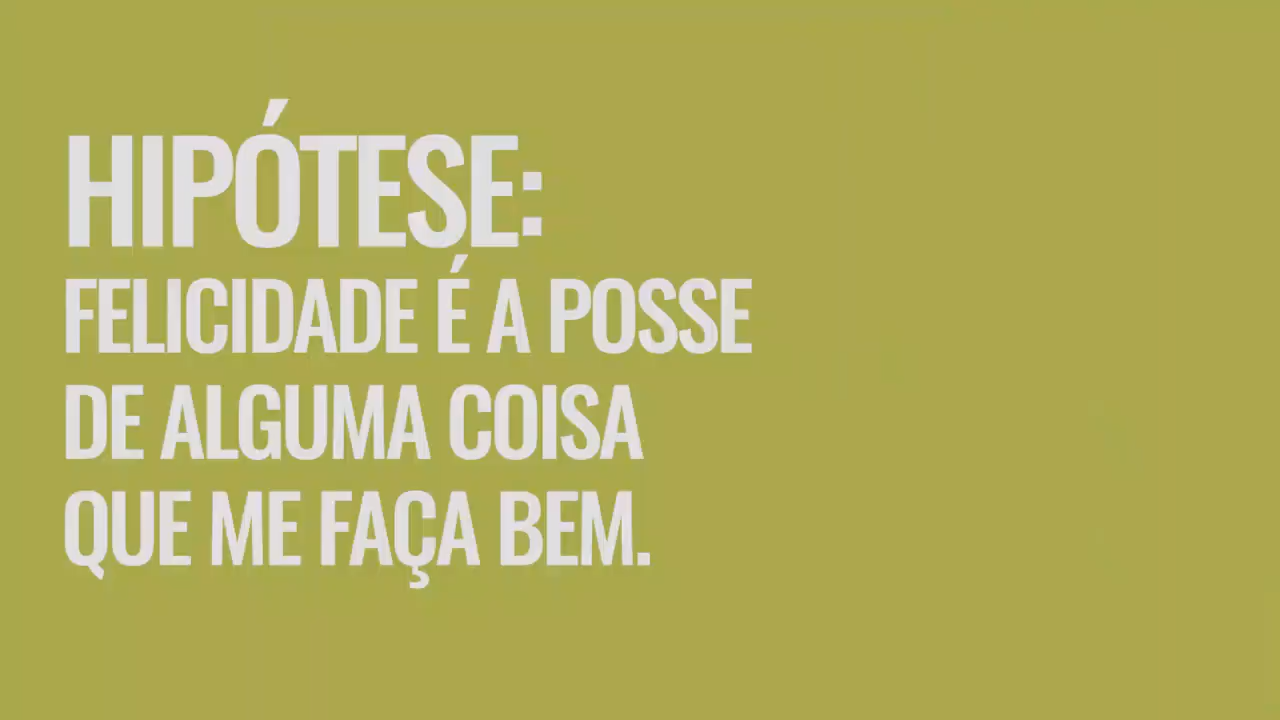 HIPÓTESE:
FELICIDADE É A POSSE
DE ALGUMA COISA
QUE ME FAÇA BEM.